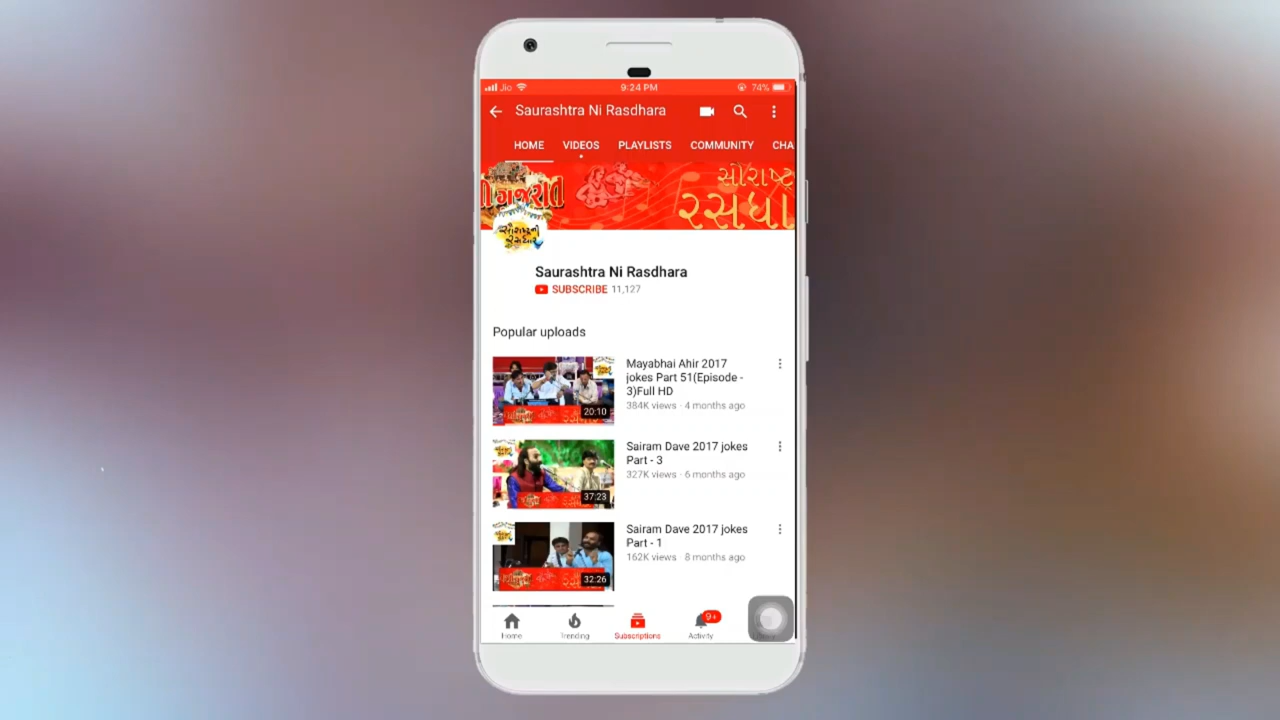 Jio 9:24 PM 74%
Saurashtra Ni Rasdhara
HOME VIDEOS PLAYLISTS COMMUNITY CHA
સૌરાષ્ટ્ર
ગુજરાતી
રસધા
Saurashtra Ni Rasdhara
SUBSCRIBE 11,127
Popular uploads
Mayabhai Ahir 2017
jokes Part 51(Episode -
3)Full HD
384K views · 4 months ago
20:10
Sairam Dave 2017 jokes
Part - 3
327K views · 6 months ago
37:23
Sairam Dave 2017 jokes
Part - 1
162K views · 8 months ago
32:26
9+
Home Trending Subscriptions Activity